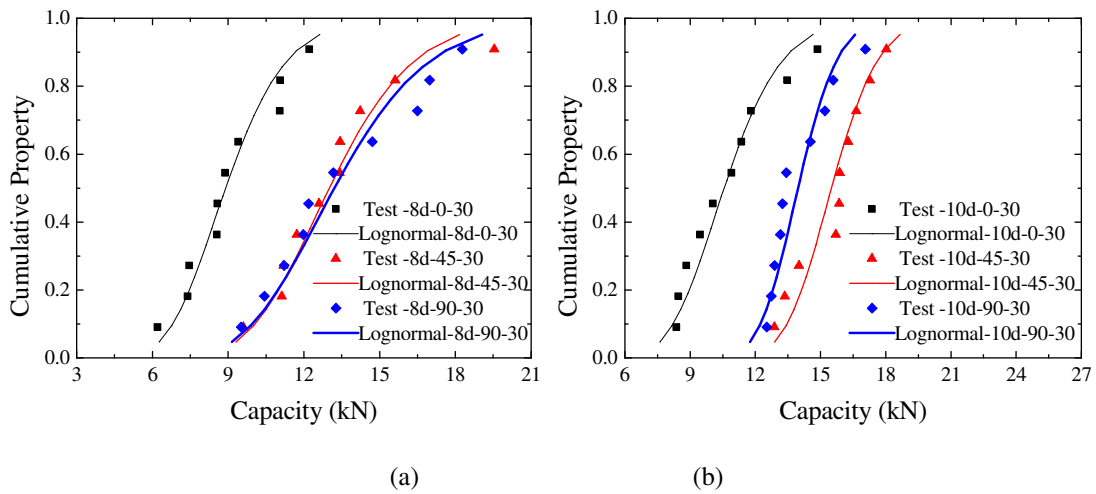 1.0
0.8
0.6
0.4
0.2
0.0
Cumulative Property
Test -8d-0-30
Lognormal-8d-0-30
Test -8d-45-30
Lognormal-8d-45-30
Test -8d-90-30
Lognormal-8d-90-30
3 6 9 12 15 18 21
Capacity (kN)
(a)
1.0
0.8
0.6
0.4
0.2
0.0
Cumulative Property
Test -10d-0-30
Lognormal-10d-0-30
Test -10d-45-30
Lognormal-10d-45-30
Test -10d-90-30
Lognormal-10d-90-30
6 9 12 15 18 21 24 27
Capacity (kN)
(b)